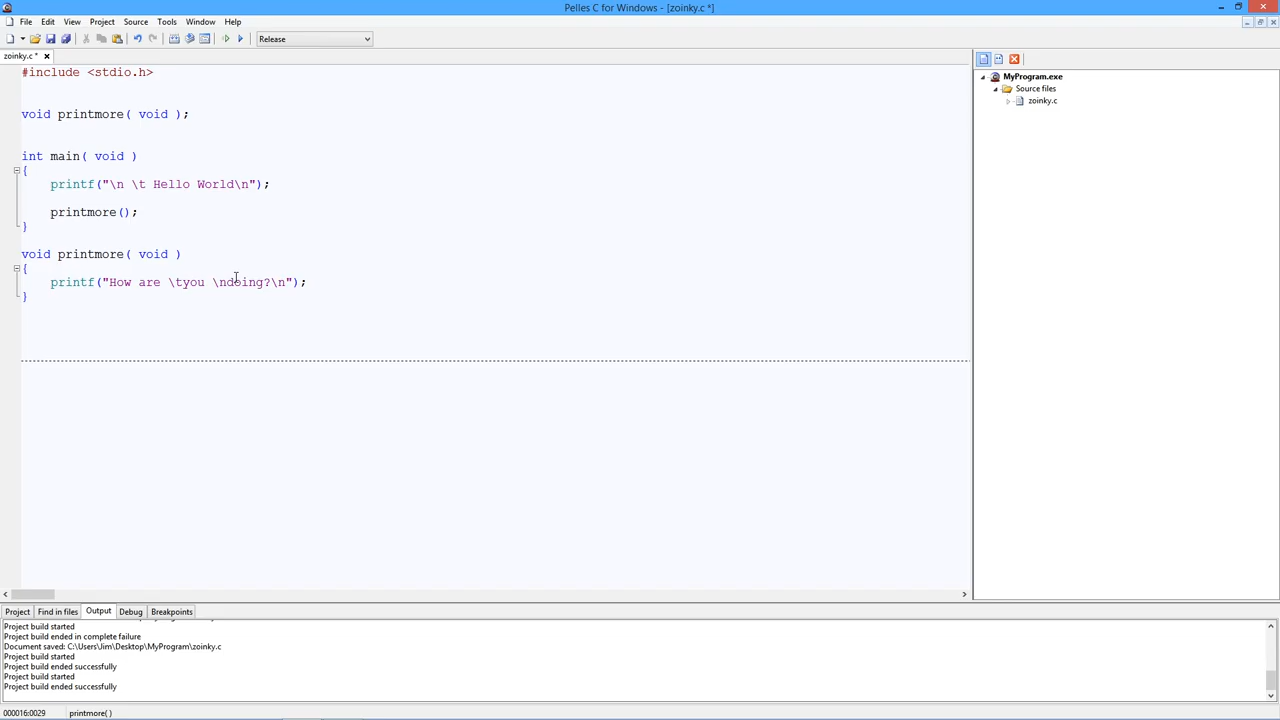 Pelles C for Windows - [zoinky.c *]
File Edit View Project Source Tools Window Help
Release
zoinky.c *
#include <stdio.h>
void printmore( void );
int main( void )
{
printf("\n \t Hello World\n");
printmore();
}
void printmore( void )
{
printf("How are \tyou \ndoing?\n");
}
MyProgram.exe
Source files
zoinky.c
Project Find in files Output Debug Breakpoints
Project build started
Project build ended in complete failure
Document saved: C:\Users\Jim\Desktop\MyProgram\zoinky.c
Project build started
Project build ended successfully
Project build started
Project build ended successfully
000016:0029 printmore( )